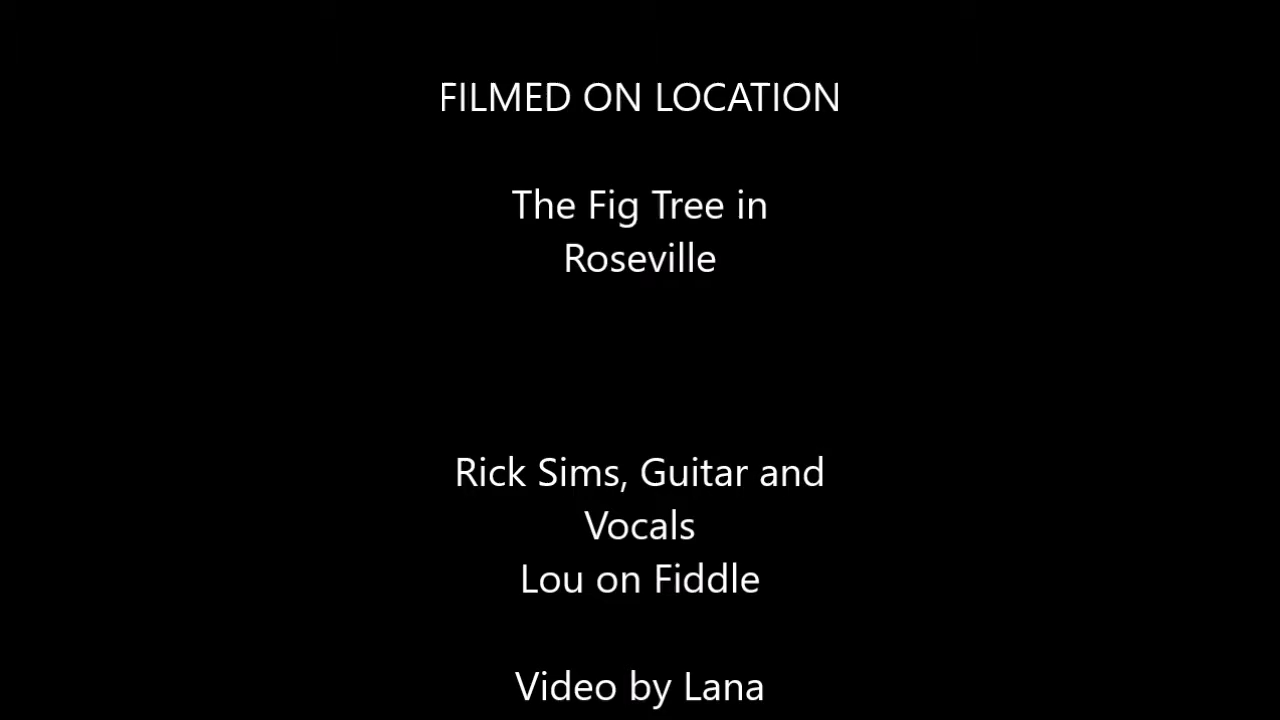 FILMED ON LOCATION
The Fig Tree in
Roseville
Rick Sims, Guitar and
Vocals
Lou on Fiddle
Video by Lana